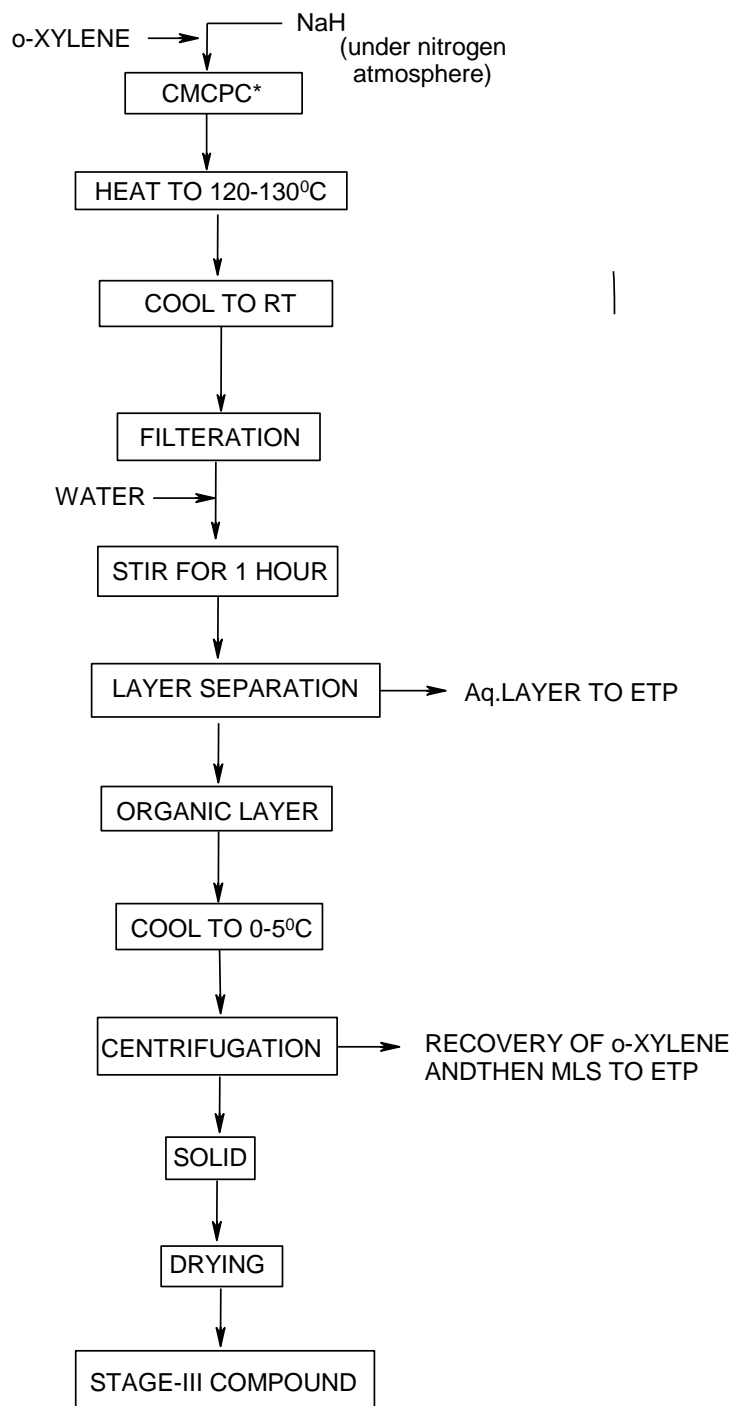 o-XYLENE
NaH
(under nitrogen
atmosphere)
CMCPC*
HEAT TO 120-130⁰C
COOL TO RT
FILTERATION
WATER
STIR FOR 1 HOUR
LAYER SEPARATION
Aq.LAYER TO ETP
ORGANIC LAYER
COOL TO 0-5⁰C
CENTRIFUGATION
RECOVERY OF o-XYLENE
ANDTHEN MLS TO ETP
SOLID
DRYING
STAGE-III COMPOUND